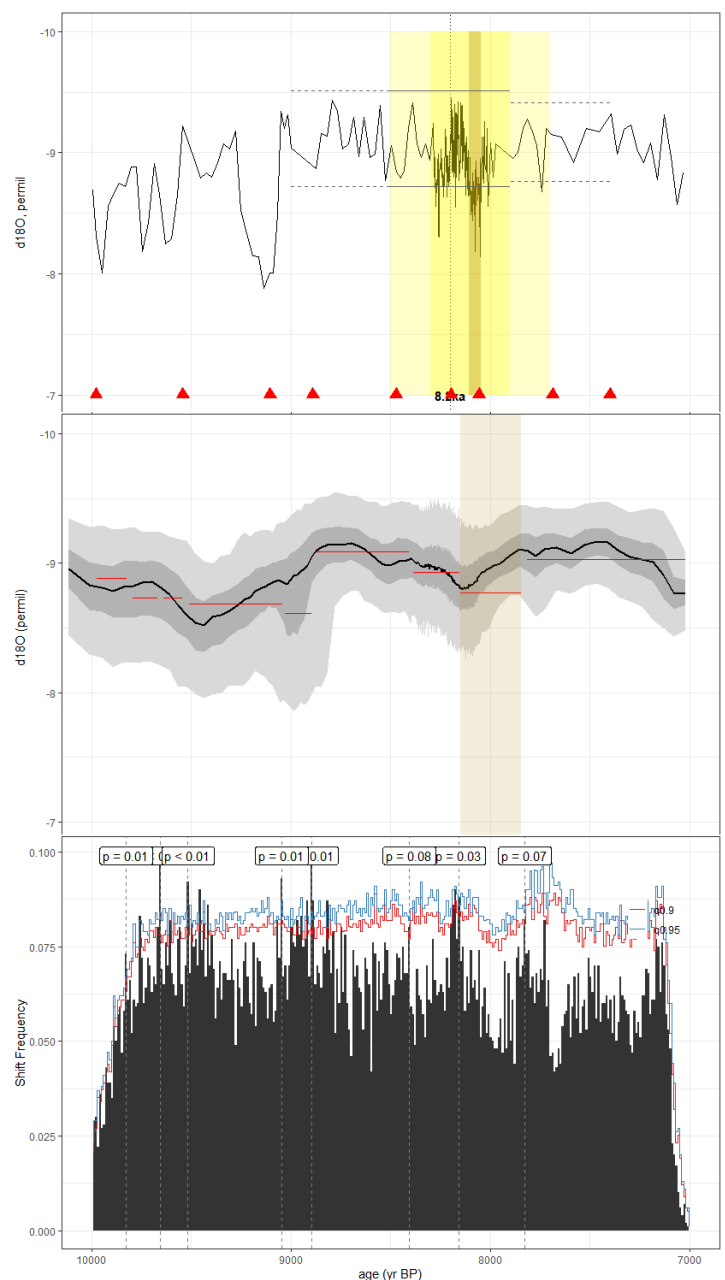 -10
-9
-8
-7
d18O, permil
8.2ka
-10
-9
-8
-7
d18O (permil)
p = 0.01
p < 0.01
p = 0.01
0.01
p = 0.08
p = 0.03
p = 0.07
0.100
0.075
0.050
0.025
0.000
Shift Frequency
q0.9
q0.95
10000
9000
8000
7000
age (yr BP)